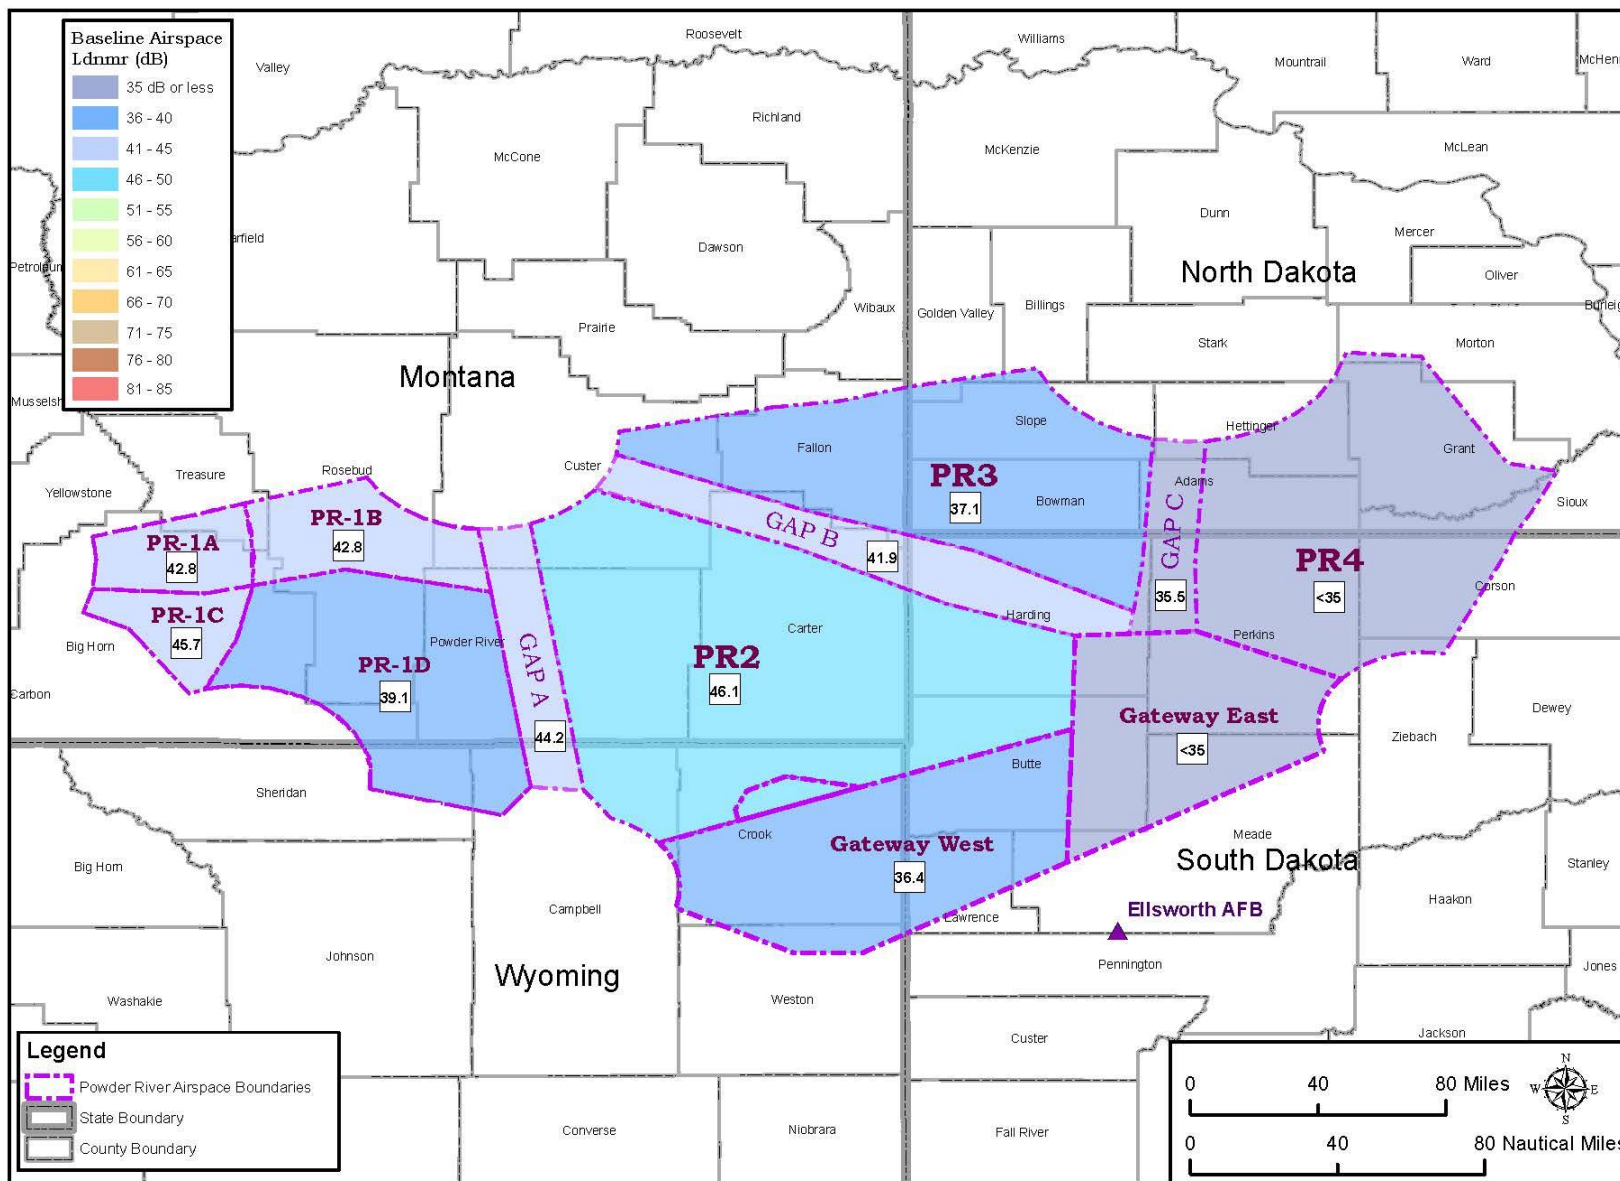 Baseline Airspace
Ldnmr (dB)
35 dB or less
36 - 40
41 - 45
46 - 50
51 - 55
56 - 60
61 - 65
66 - 70
71 - 75
76 - 80
81 - 85
Roosevelt
Williams
Mountrail
Ward
McHen
Valley
Richland
McCone
McKenzie
McLean
Dunn
Mercer
arfield
Dawson
Petroleum
North Dakota
Oliver
Wibaux
Golden Valley
Billings
Burleig
Prairie
Stark
Morton
Montana
Musselsh
Slope
Hettinger
Fallon
Grant
Treasure
Rosebud
Custer
PR3
Adams
Yellowstone
Bowman
Sioux
37.1
PR-1B
GAP B
GAP C
PR-1A
42.8
41.9
PR4
42.8
35.5
<35
Corson
PR-1C
Harding
45.7
Big Horn
Powder River
Carter
Perkins
PR-1D
GAP A
PR2
39.1
46.1
Carbon
Gateway East
Dewey
44.2
<35
Ziebach
Butte
Sheridan
Crook
Gateway West
Meade
South Dakota
Big Horn
36.4
Stanley
Campbell
Lawrence
Ellsworth AFB
Haakon
Johnson
Wyoming
Pennington
Jones
Washakie
Weston
Custer
Jackson
Legend
Powder River Airspace Boundaries
State Boundary
County Boundary
Converse
Niobrara
Fall River
0 40 80 Miles
0 40 80 Nautical Miles
N
W E
S